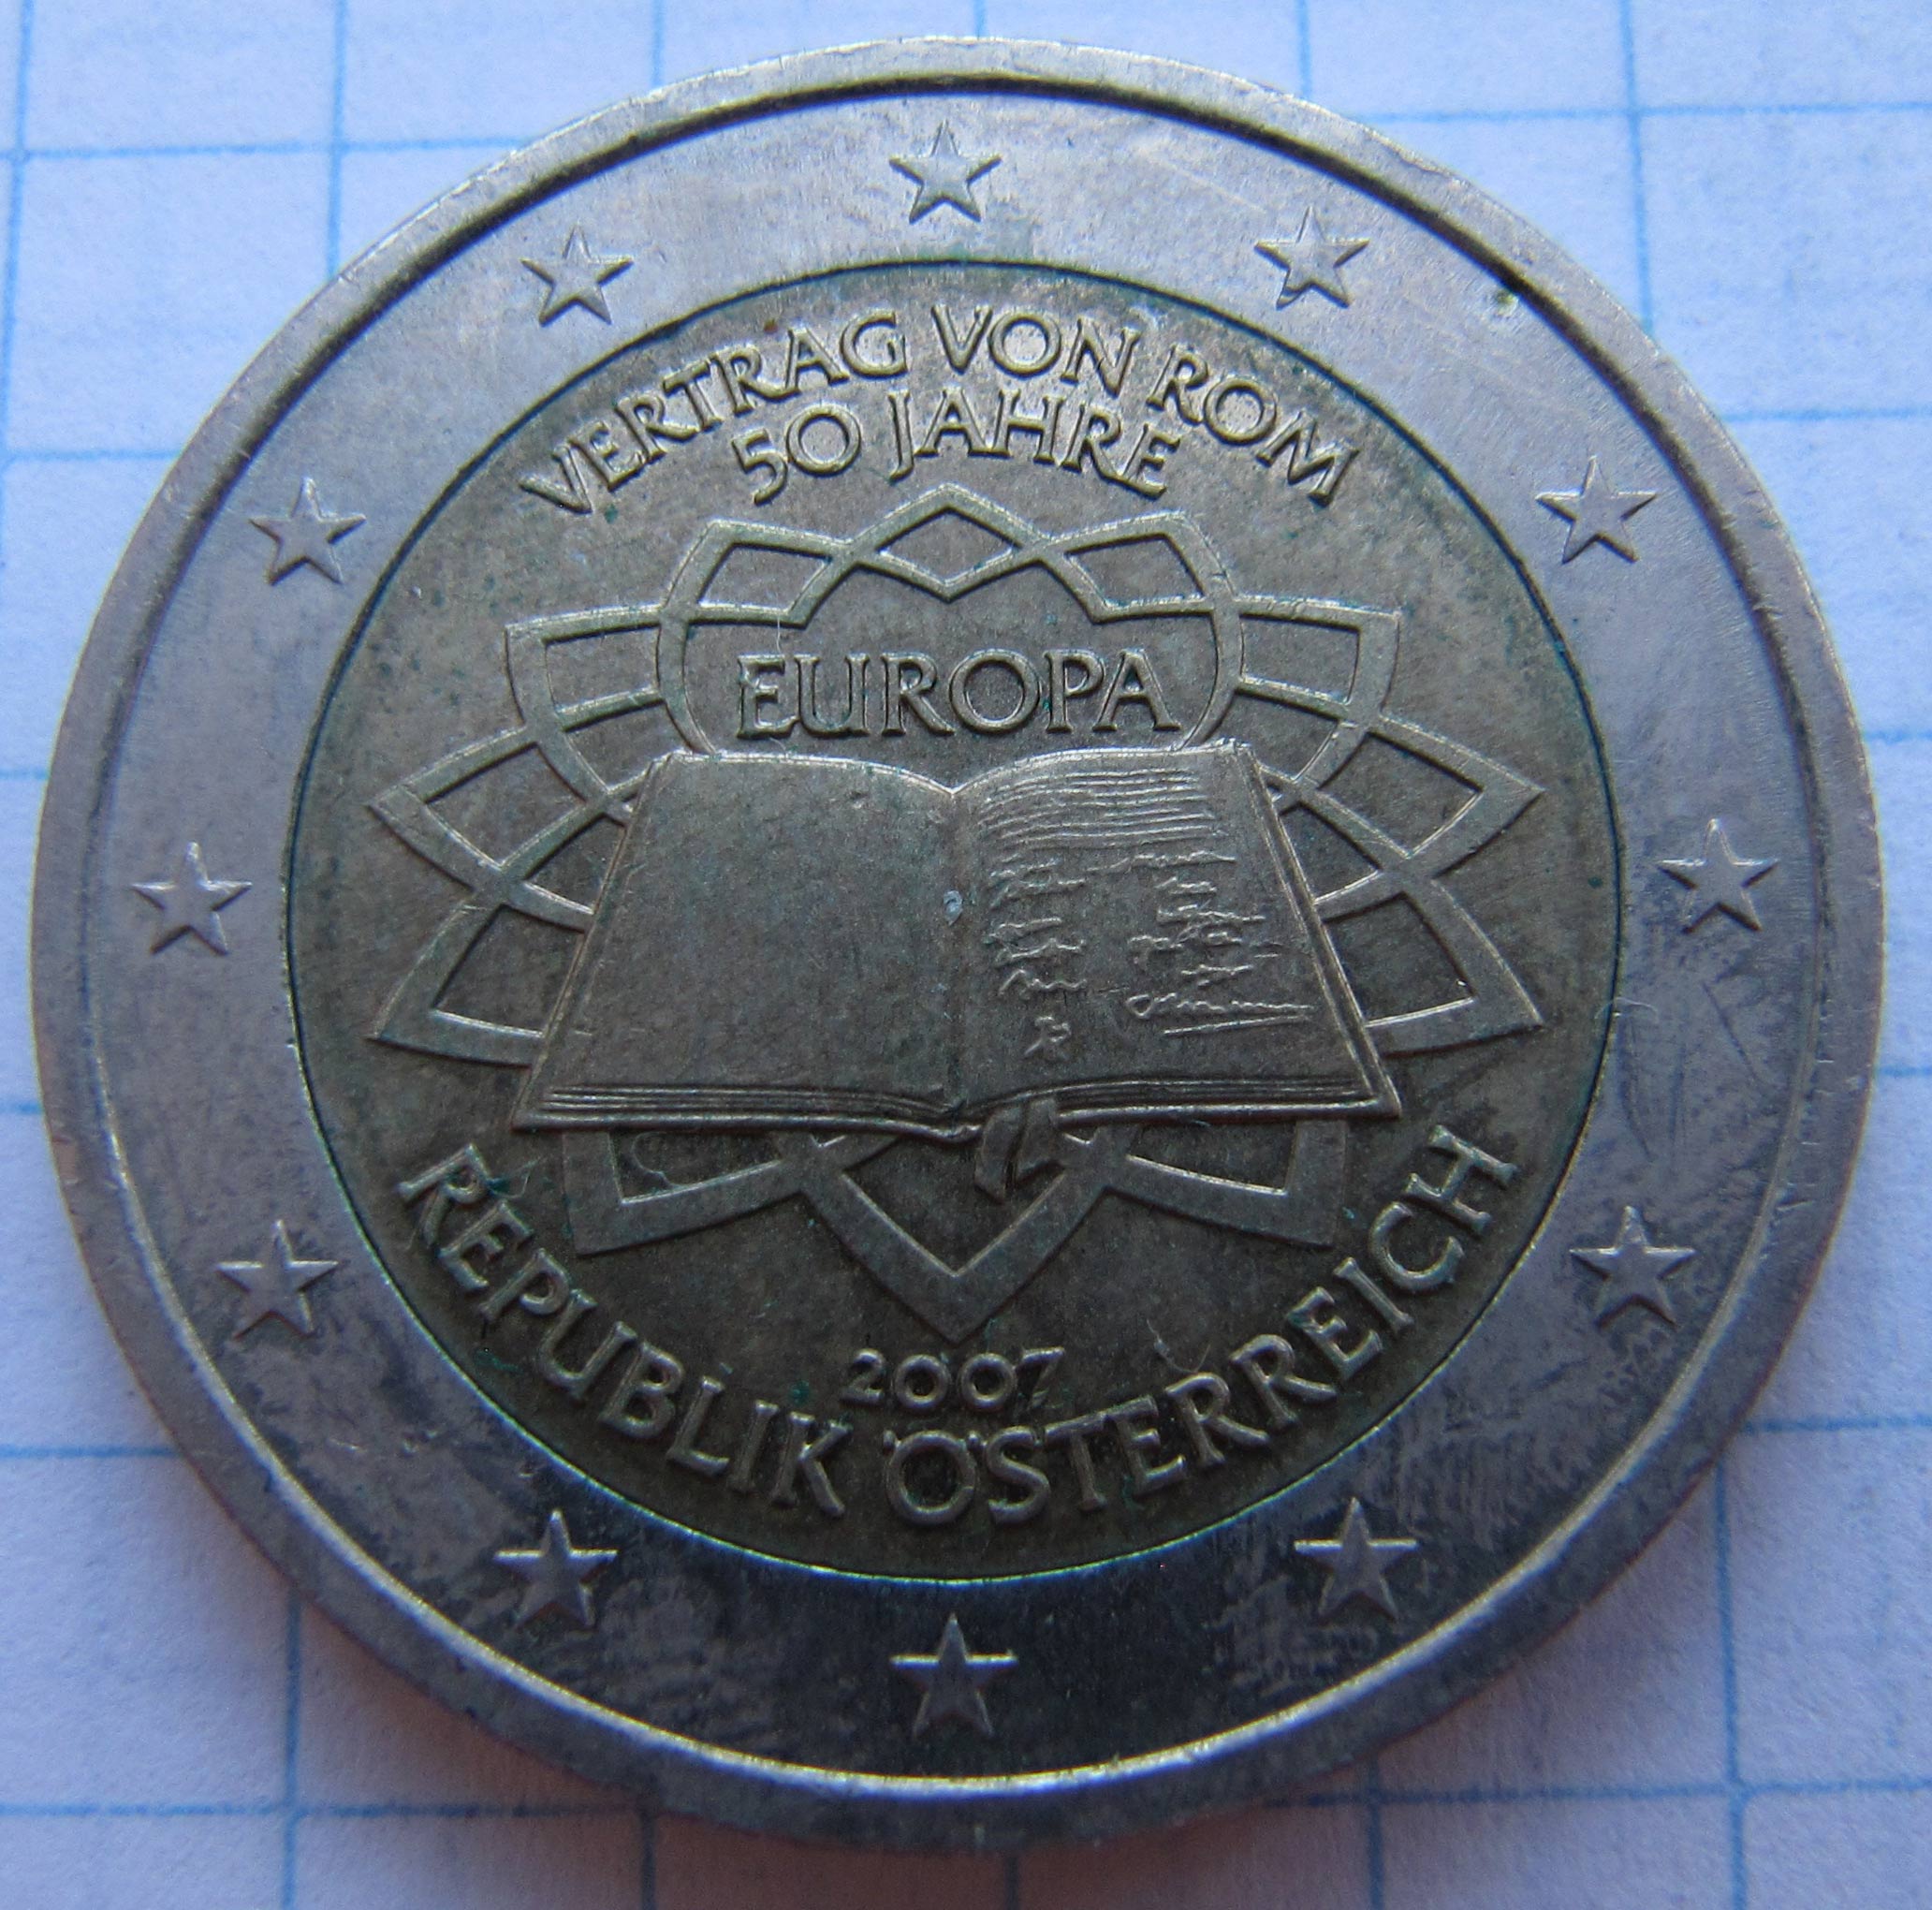 VERTRAG VON ROM
50 JAHRE
EUROPA
2007
REPUBLIK ÖSTERREICH